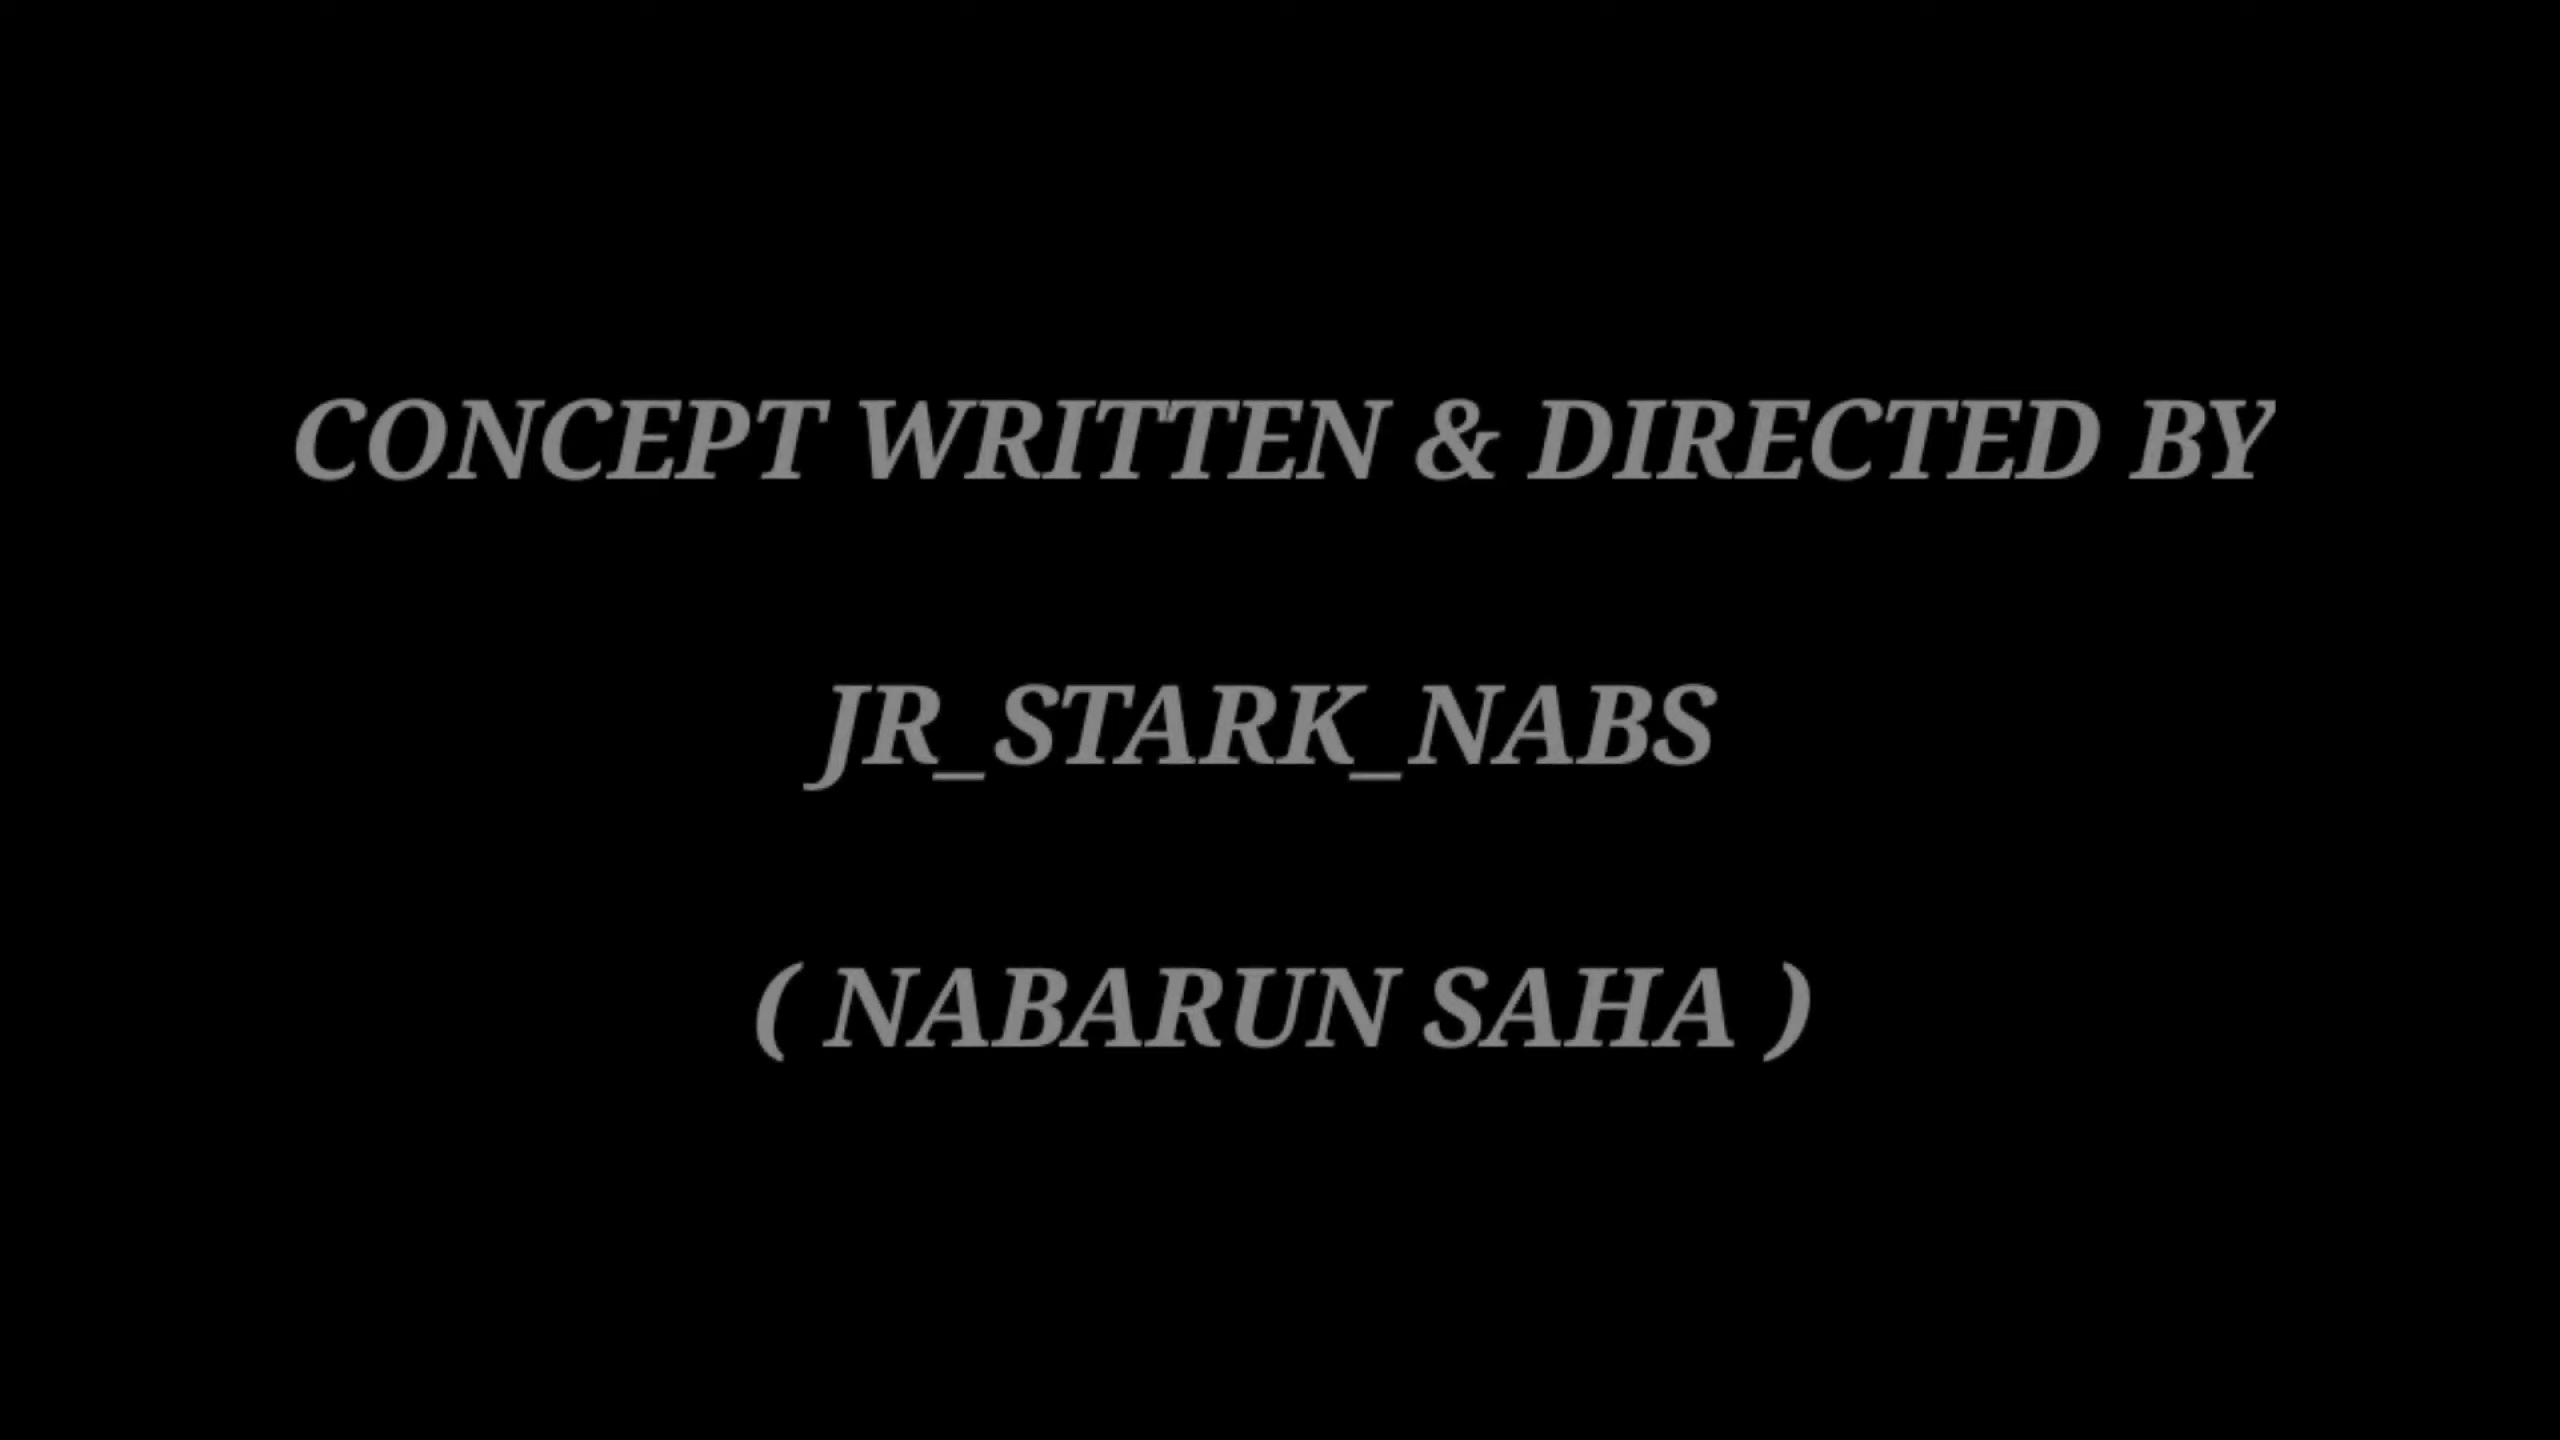 CONCEPT WRITTEN & DIRECTED BY
JR_STARK_NABS
( NABARUN SAHA )